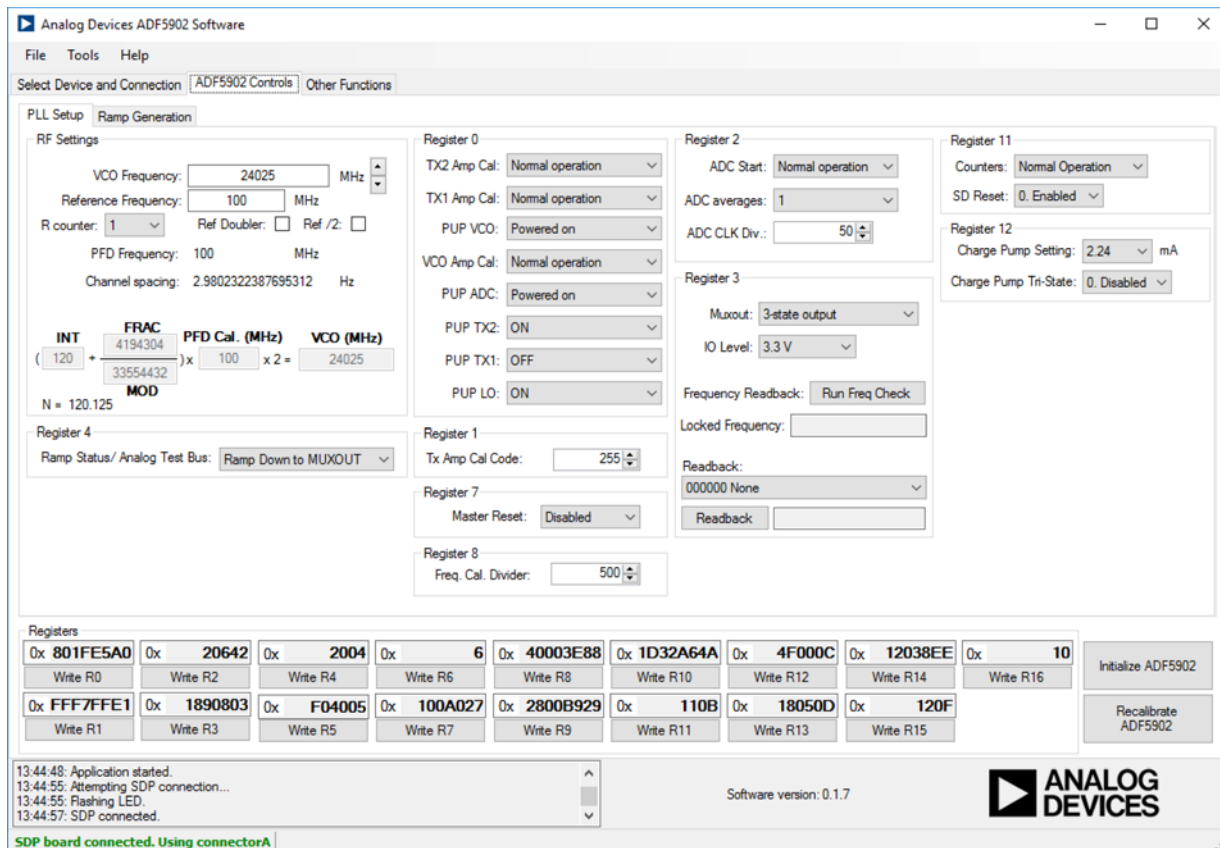 Analog Devices ADF5902 Software
File Tools Help
Select Device and Connection ADF5902 Controls Other Functions
PLL Setup Ramp Generation
RF Settings
VCO Frequency: 24025 MHz
Reference Frequency: 100 MHz
R counter: 1 Ref Doubler: Ref /2:
PFD Frequency: 100 MHz
Channel spacing: 2.9802322387695312 Hz
INT FRAC PFD Cal. (MHz) VCO (MHz)
4194304
( 120 + ) x 100 x 2 = 24025
33554432
MOD
N = 120.125
Register 4
Ramp Status/ Analog Test Bus: Ramp Down to MUXOUT
Register 0
TX2 Amp Cal: Normal operation
TX1 Amp Cal: Normal operation
PUP VCO: Powered on
VCO Amp Cal: Normal operation
PUP ADC: Powered on
PUP TX2: ON
PUP TX1: OFF
PUP LO: ON
Register 1
Tx Amp Cal Code: 255
Register 7
Master Reset: Disabled
Register 8
Freq. Cal. Divider: 500
Register 2
ADC Start: Normal operation
ADC averages: 1
ADC CLK Div.: 50
Register 3
Muxout: 3-state output
IO Level: 3.3 V
Frequency Readback: Run Freq Check
Locked Frequency:
Readback:
000000 None
Readback
Register 11
Counters: Normal Operation
SD Reset: 0. Enabled
Register 12
Charge Pump Setting: 2.24 mA
Charge Pump Tri-State: 0. Disabled
Registers
0x 801FE5A0 0x 20642 0x 2004 0x 6 0x 40003E88 0x 1D32A64A 0x 4F000C 0x 12038EE 0x 10
Write R0 Write R2 Write R4 Write R6 Write R8 Write R10 Write R12 Write R14 Write R16
0x FFF7FFE1 0x 1890803 0x F04005 0x 100A027 0x 2800B929 0x 110B 0x 18050D 0x 120F
Write R1 Write R3 Write R5 Write R7 Write R9 Write R11 Write R13 Write R15
Initialize ADF5902
Recalibrate
ADF5902
13:44:48: Application started.
13:44:55: Attempting SDP connection...
13:44:55: Flashing LED.
13:44:57: SDP connected.
Software version: 0.1.7
ANALOG
DEVICES
SDP board connected. Using connectorA